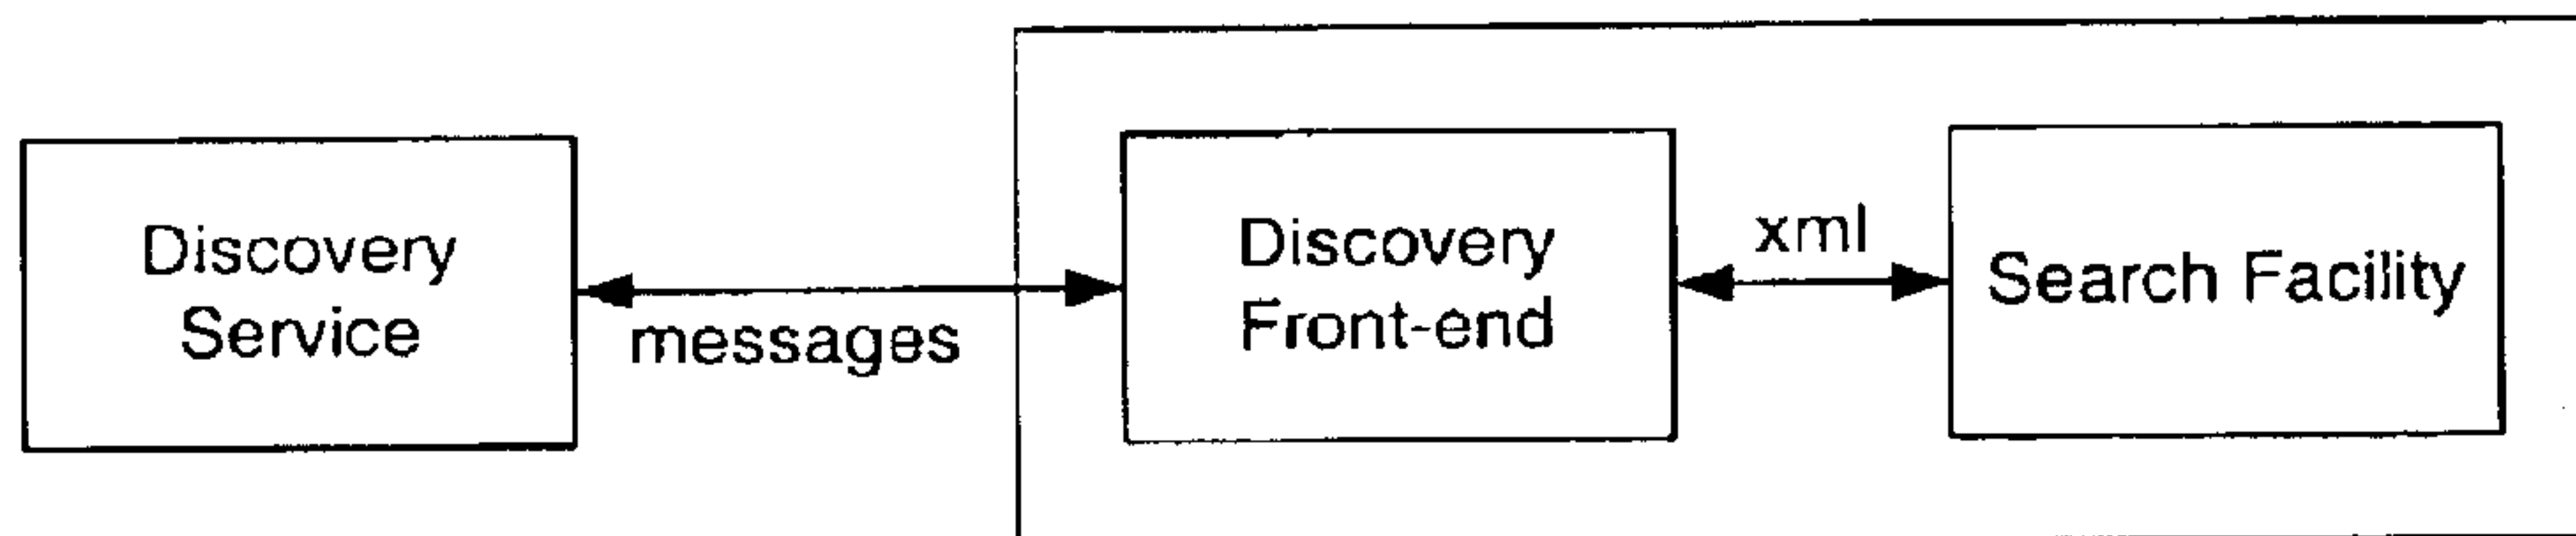 Discovery
Service
messages
Discovery
Front-end
xml
Search Facility